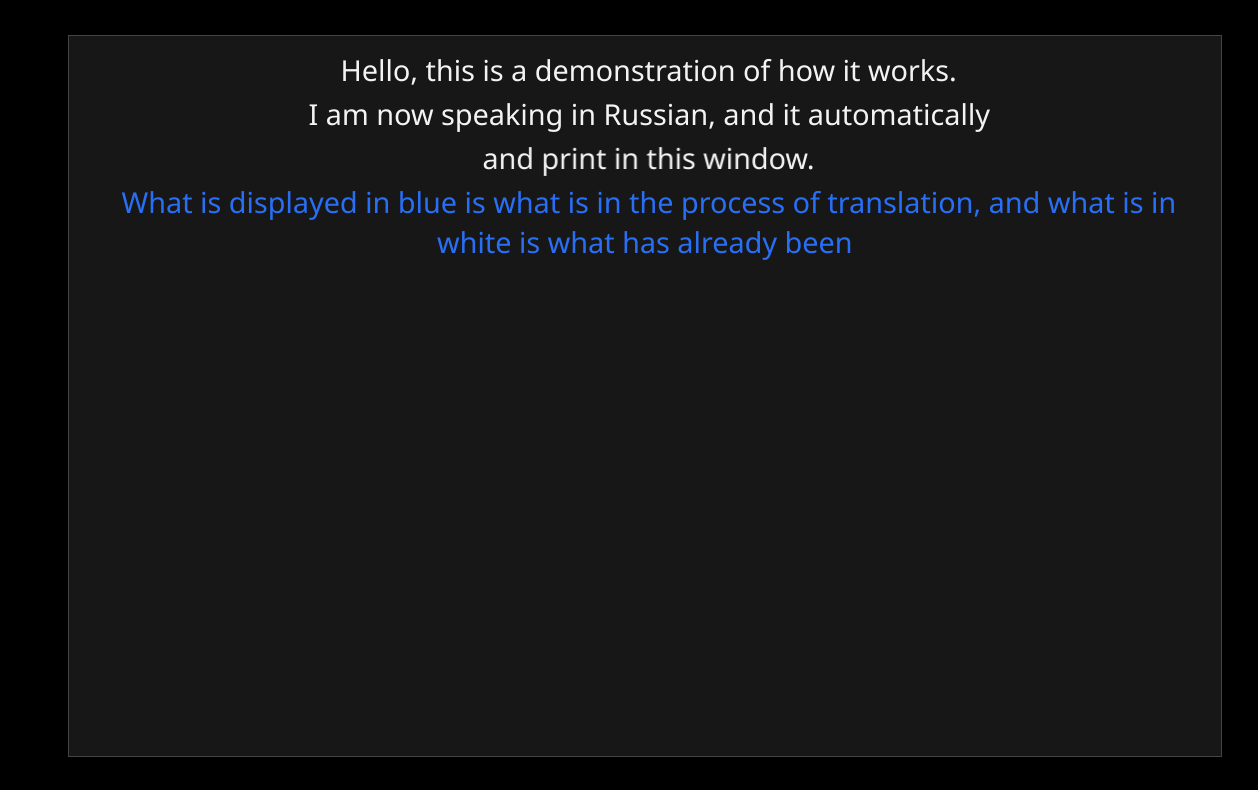 Hello, this is a demonstration of how it works.
I am now speaking in Russian, and it automatically
and print in this window.
What is displayed in blue is what is in the process of translation, and what is in
white is what has already been